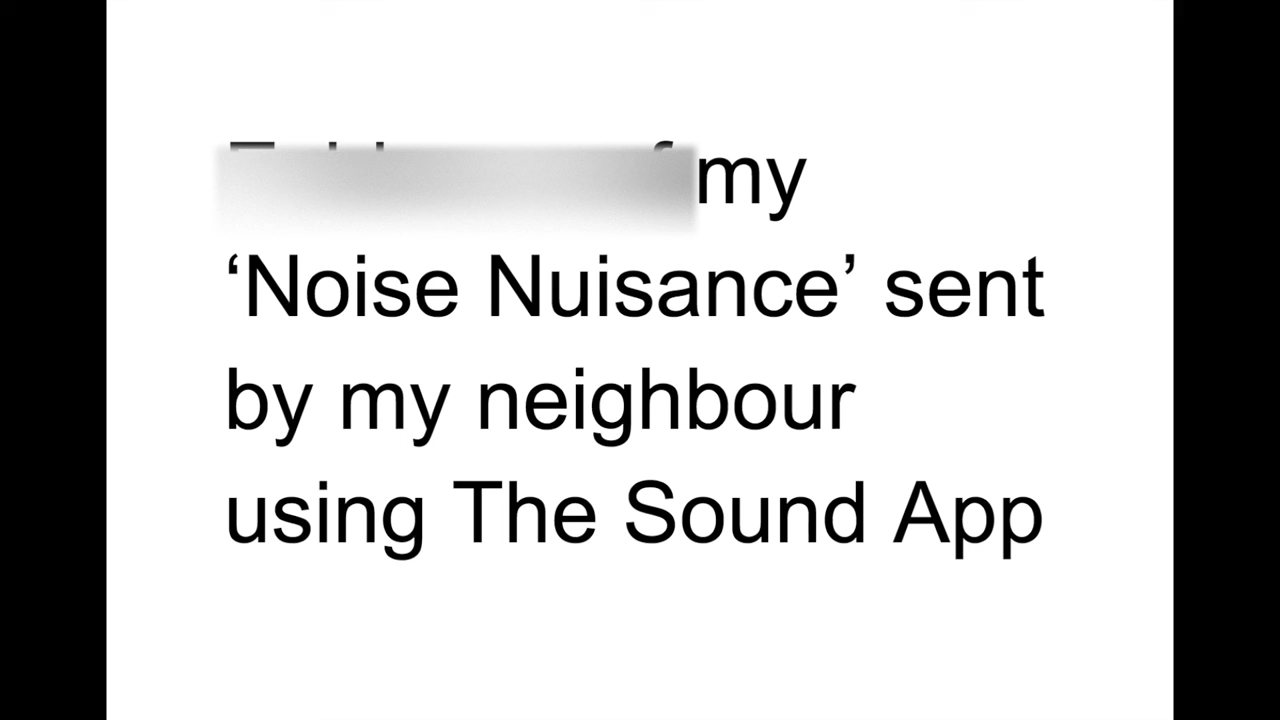 my
‘Noise Nuisance’ sent
by my neighbour
using The Sound App